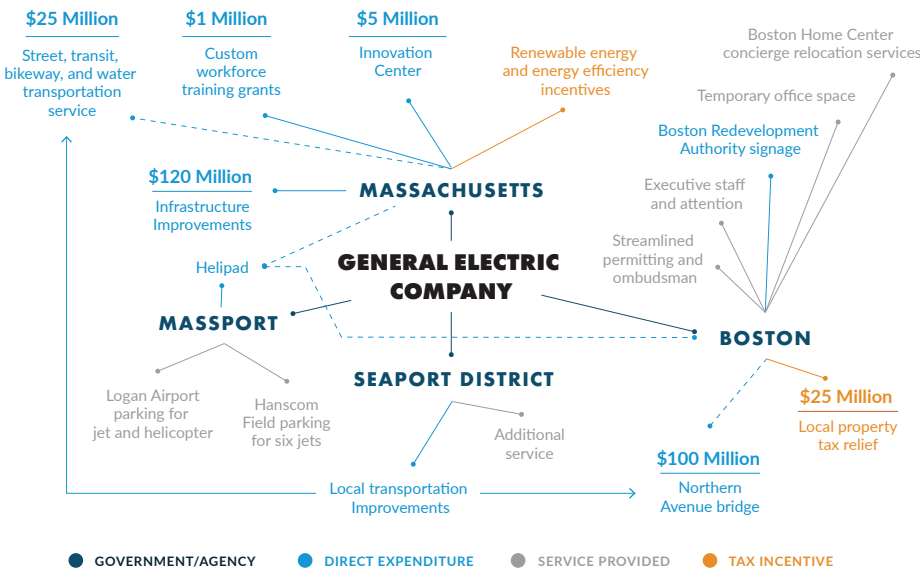 $25 Million
Street, transit,
bikeway, and water
transportation
service
$1 Million
Custom
workforce
training grants
$5 Million
Innovation
Center
Renewable energy
and energy efficiency
incentives
Boston Home Center
concierge relocation services
Temporary office space
Boston Redevelopment
Authority signage
Executive staff
and attention
Streamlined
permitting and
ombudsman
$120 Million
Infrastructure
Improvements
MASSACHUSETTS
Helipad
GENERAL ELECTRIC
COMPANY
MASSPORT
BOSTON
SEAPORT DISTRICT
Logan Airport
parking for
jet and helicopter
Hanscom
Field parking
for six jets
Additional
service
$25 Million
Local property
tax relief
$100 Million
Northern
Avenue bridge
Local transportation
Improvements
GOVERNMENT/AGENCY
DIRECT EXPENDITURE
SERVICE PROVIDED
TAX INCENTIVE